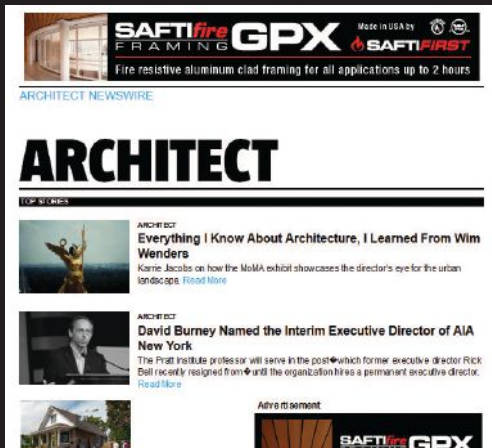 SAFTIfire
FRAMING GPX
Made in USA by
SAFTIFIRST
Fire resistive aluminum clad framing for all applications up to 2 hours
ARCHITECT NEWSWIRE
ARCHITECT
TOP STORIES
ARCHITECT
Everything I Know About Architecture, I Learned From Wim
Wenders
Karrie Jacobs on how the MoMA exhibit showcases the director's eye for the urban
landscape. Read More
ARCHITECT
David Burney Named the Interim Executive Director of AIA
New York
The Pratt Institute professor will serve in the post�which former executive director Rick
Bell recently resigned from�until the organization hires a permanent executive director.
Read More
Advertisement
SAFTIfire GPX